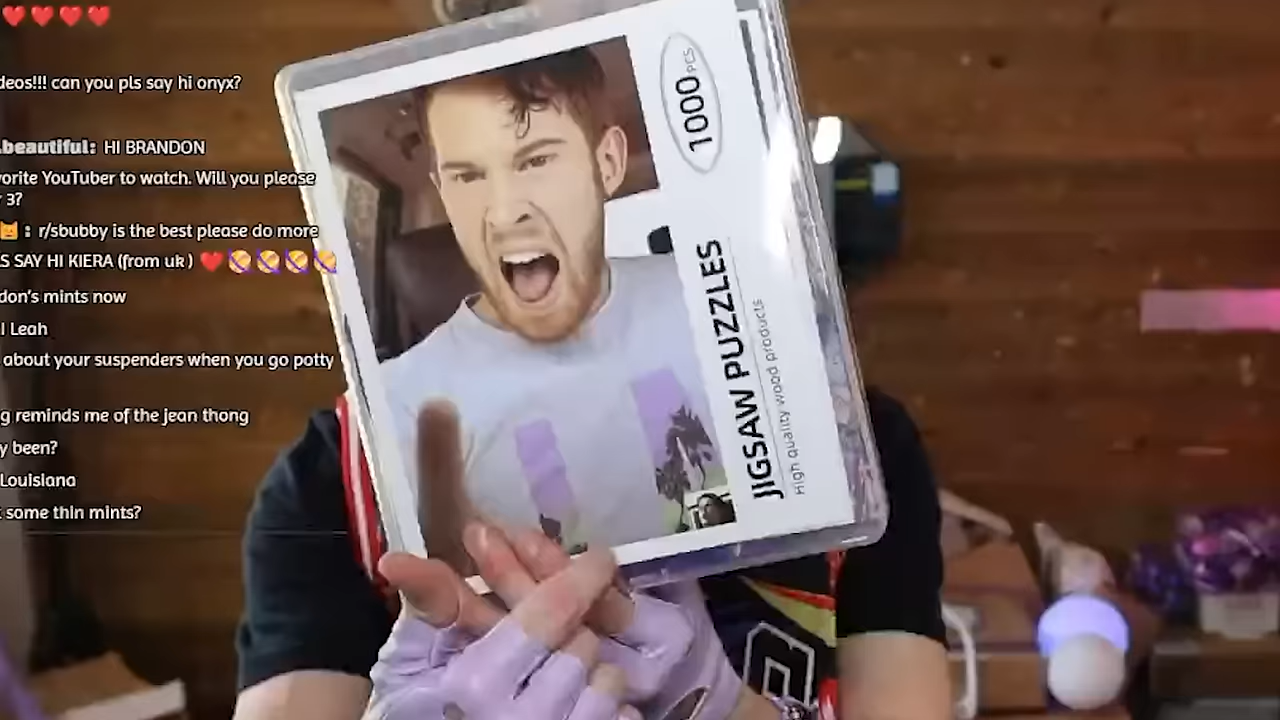 deos!!! can you pls say hi onyx?
.beautiful: HI BRANDON
vorite YouTuber to watch. Will you please
3?
: r/sbubby is the best please do more
S SAY HI KIERA (from uk)
don's mints now
I Leah
about your suspenders when you go potty
g reminds me of the jean thong
y been?
Louisiana
some thin mints?
1000 PCS
JIGSAW PUZZLES
High quality wood products